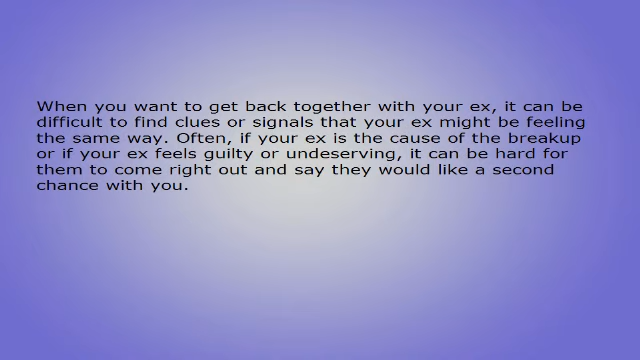 When you want to get back together with your ex, it can be
difficult to find clues or signals that your ex might be feeling
the same way. Often, if your ex is the cause of the breakup
or if your ex feels guilty or undeserving, it can be hard for
them to come right out and say they would like a second
chance with you.